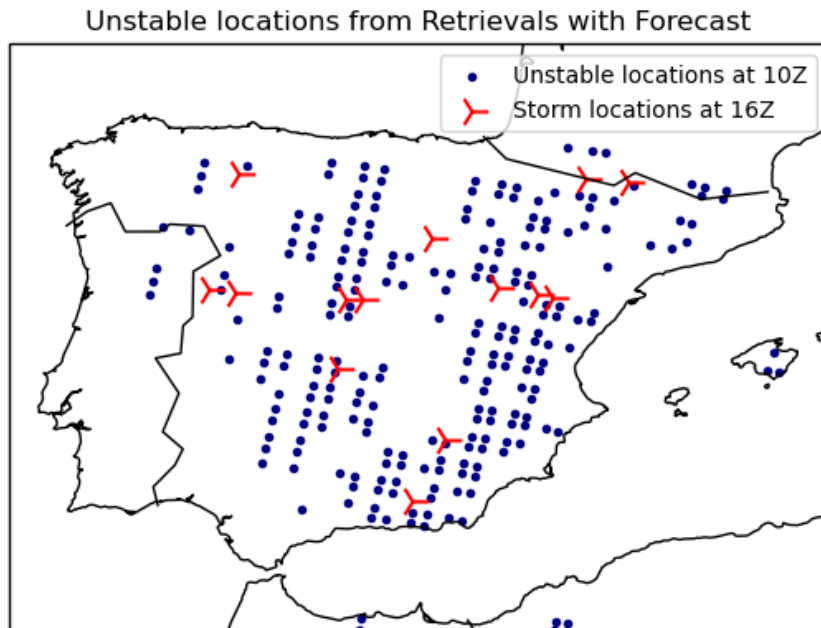 Unstable locations from Retrievals with Forecast
Unstable locations at 10Z
Storm locations at 16Z